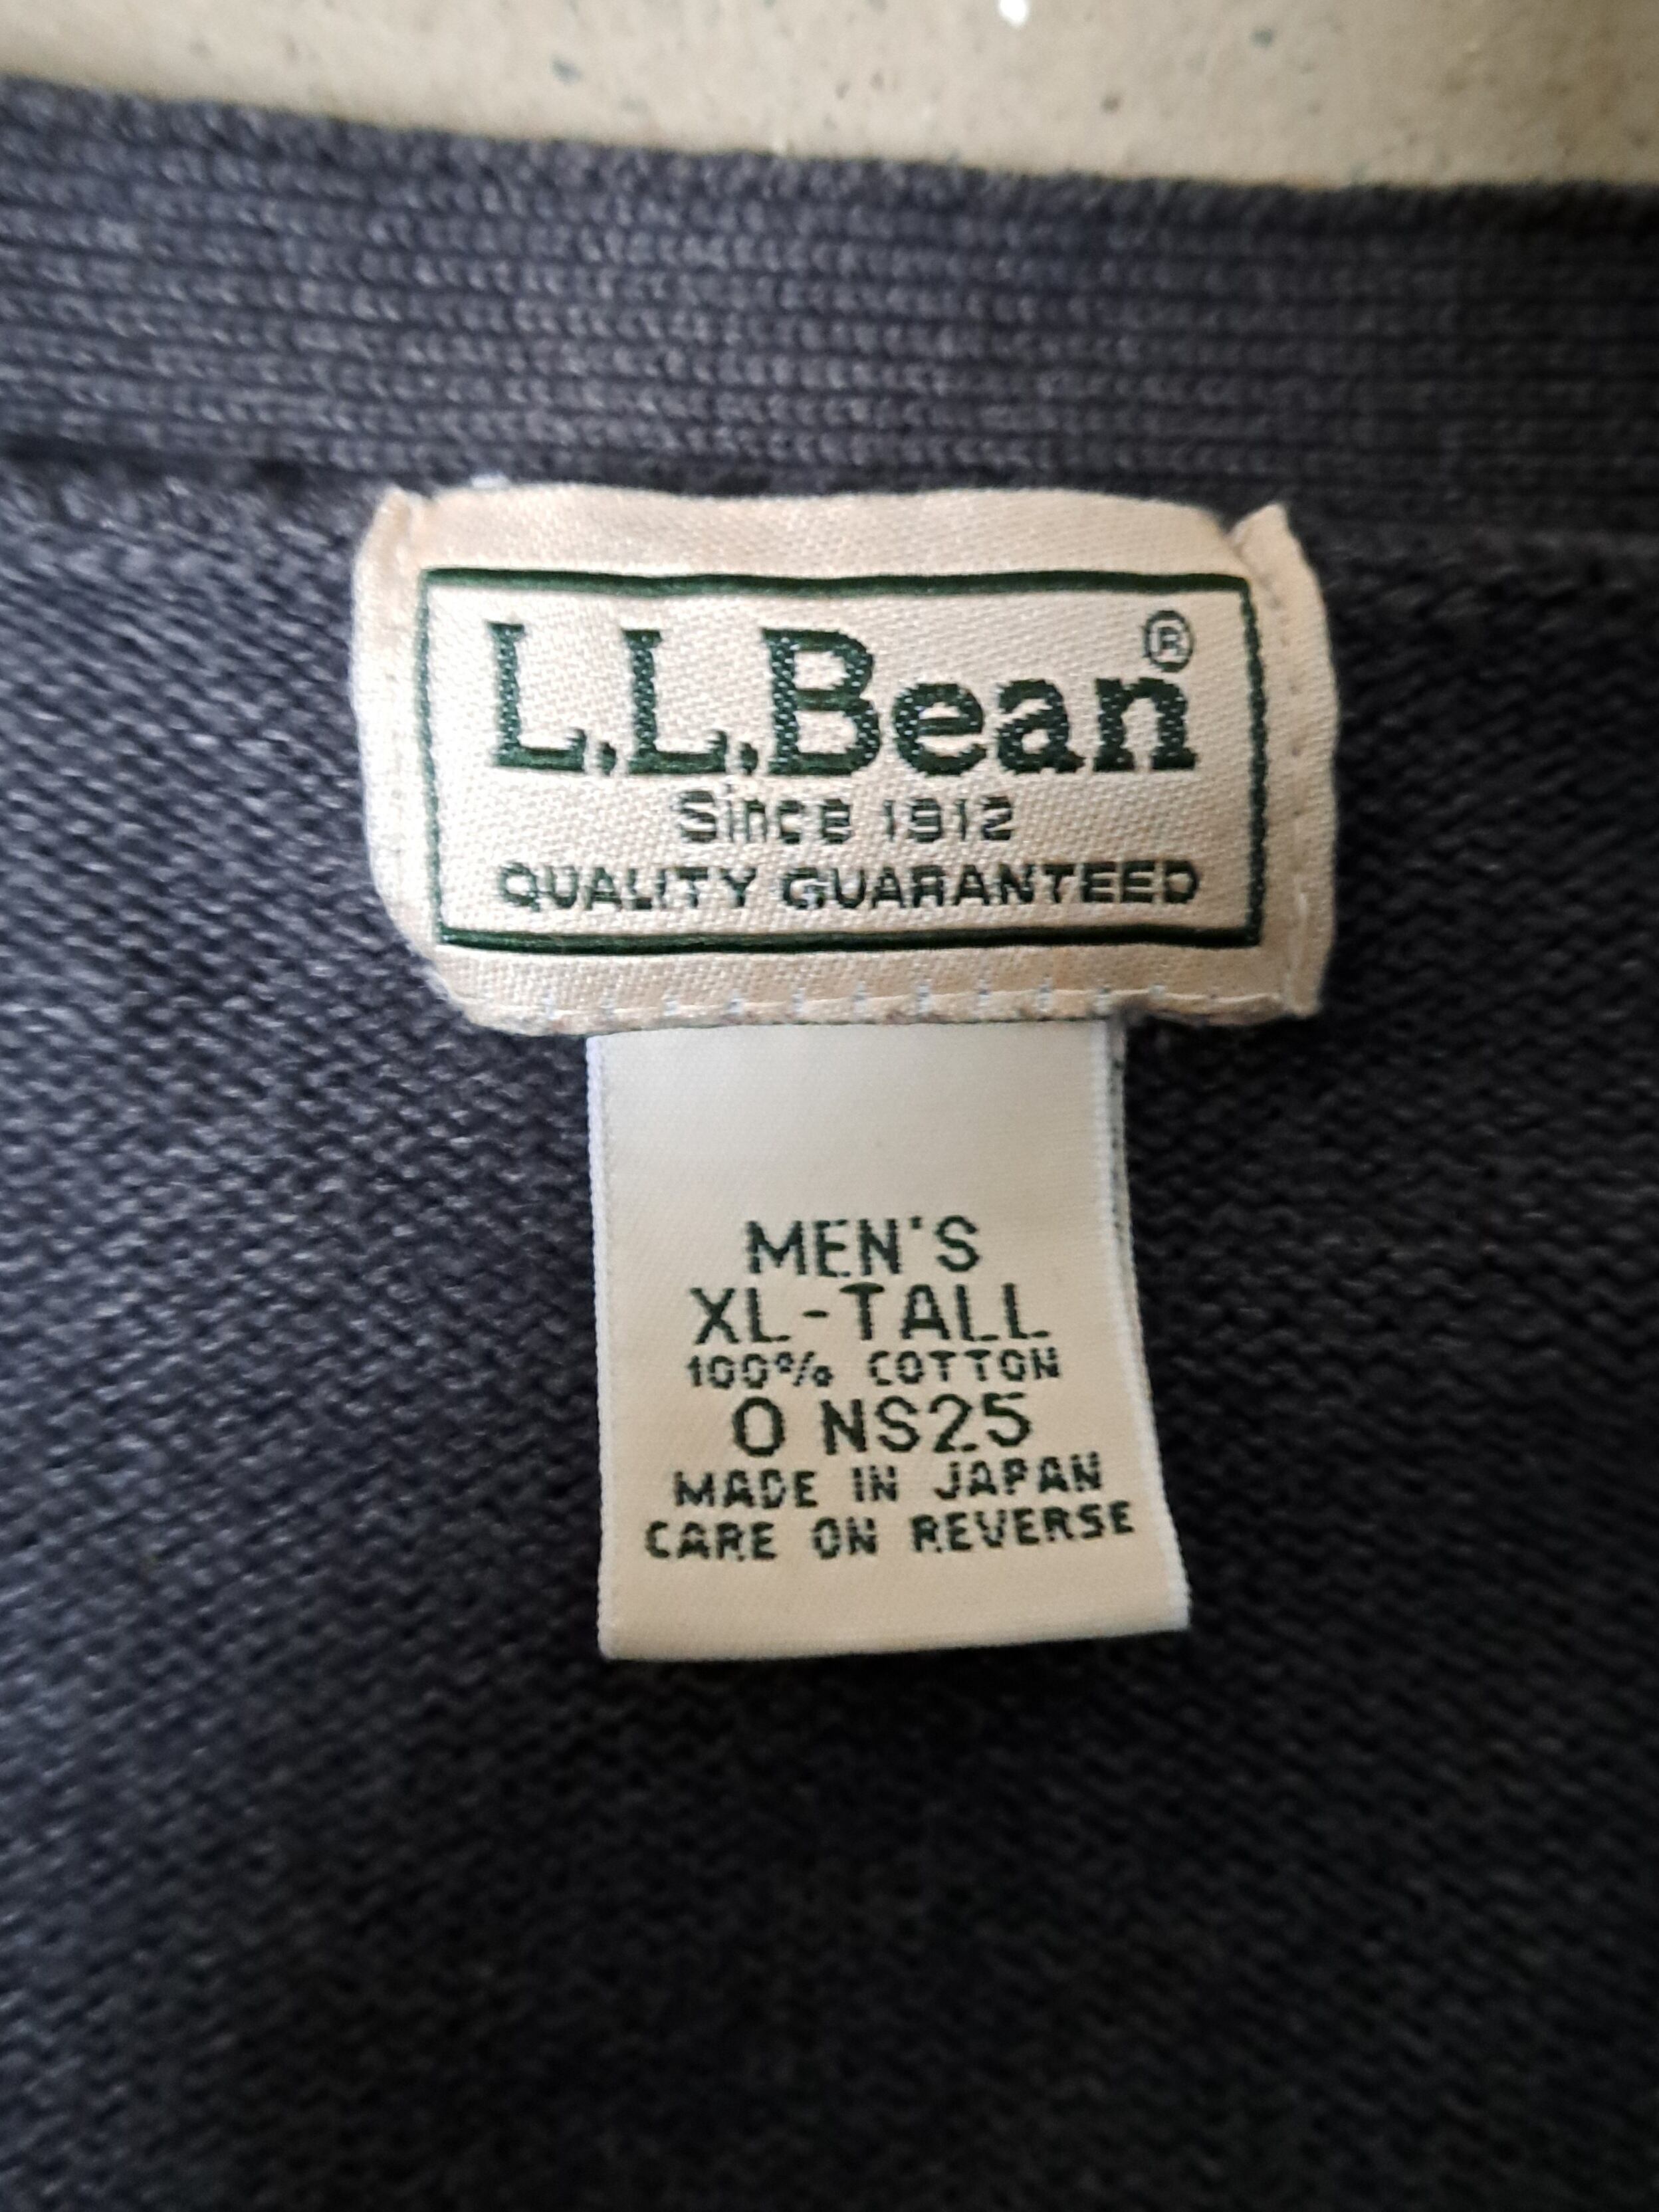 L.L.Bean®
Since 1912
QUALITY GUARANTEED
MEN'S
XL-TALL
100% COTTON
0 NS25
MADE IN JAPAN
CARE ON REVERSE